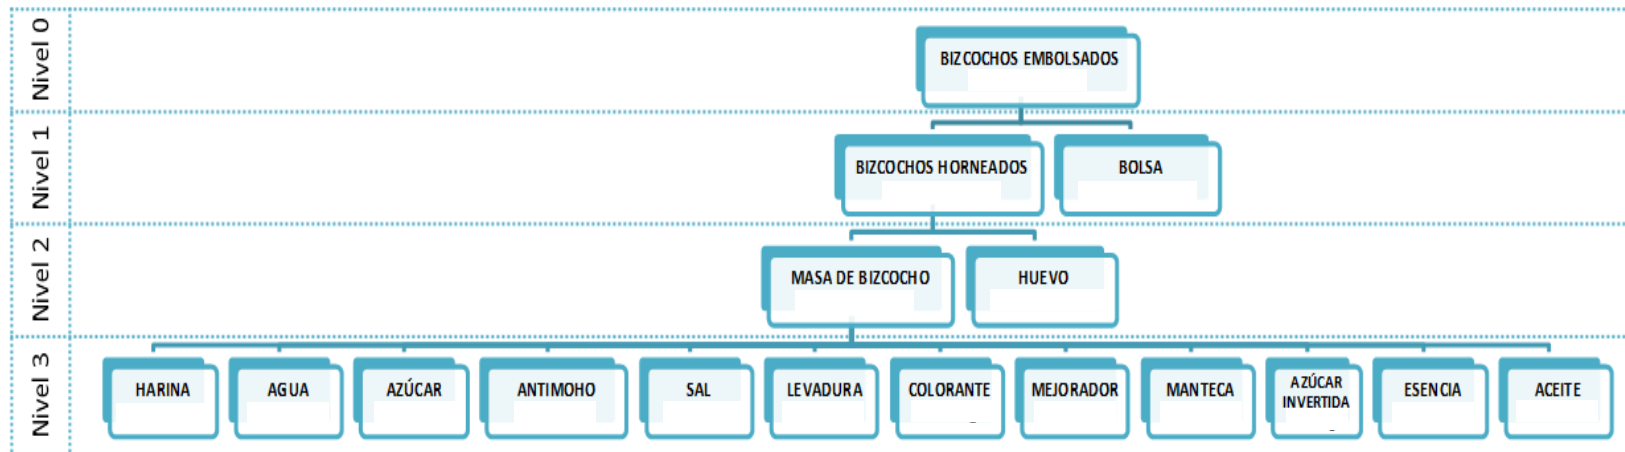 Nivel 0
BIZCOCHOS EMBOLSADOS
Nivel 1
BIZCOCHOS HORNEADOS
BOLSA
Nivel 2
MASA DE BIZCOCHO
HUEVO
Nivel 3
HARINA
AGUA
AZÚCAR
ANTIMOHO
SAL
LEVADURA
COLORANTE
MEJORADOR
MANTECA
AZÚCAR
INVERTIDA
ESENCIA
ACEITE